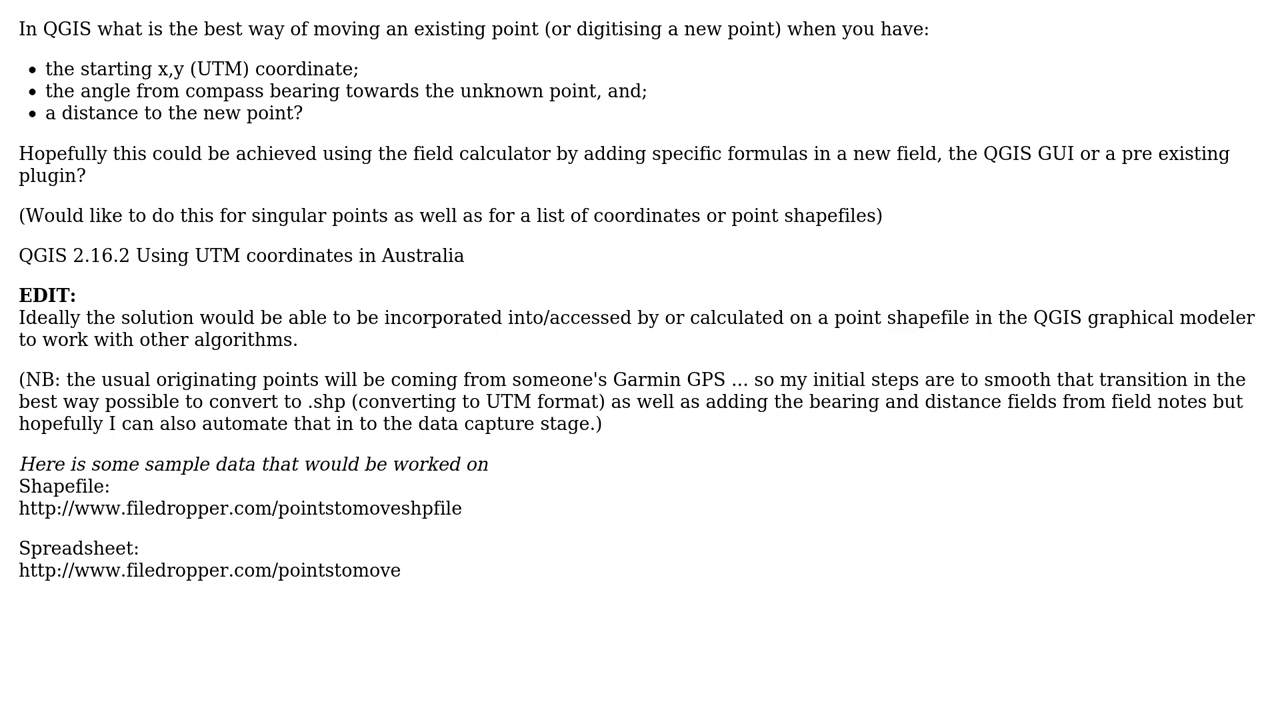 In QGIS what is the best way of moving an existing point (or digitising a new point) when you have:
• the starting x,y (UTM) coordinate;
• the angle from compass bearing towards the unknown point, and;
• a distance to the new point?
Hopefully this could be achieved using the field calculator by adding specific formulas in a new field, the QGIS GUI or a pre existing
plugin?
(Would like to do this for singular points as well as for a list of coordinates or point shapefiles)
QGIS 2.16.2 Using UTM coordinates in Australia
EDIT:
Ideally the solution would be able to be incorporated into/accessed by or calculated on a point shapefile in the QGIS graphical modeler
to work with other algorithms.
(NB: the usual originating points will be coming from someone's Garmin GPS ... so my initial steps are to smooth that transition in the
best way possible to convert to .shp (converting to UTM format) as well as adding the bearing and distance fields from field notes but
hopefully I can also automate that in to the data capture stage.)
Here is some sample data that would be worked on
Shapefile:
http://www.filedropper.com/pointstomoveshpfile
Spreadsheet:
http://www.filedropper.com/pointstomove